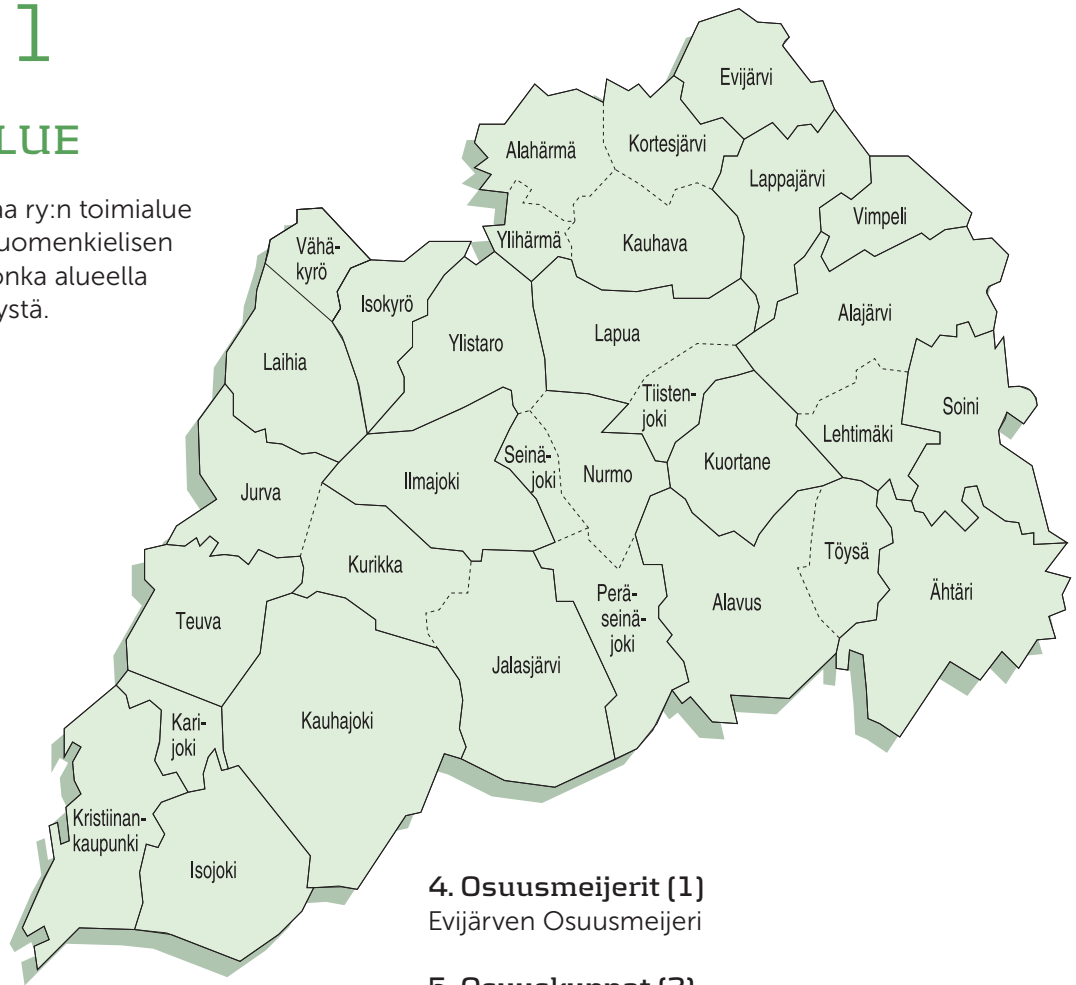 1
LUE
aa ry:n toimialue
uomenkielisen
onka alueella
ystä.
Evijärvi
Alahärmä
Kortesjärvi
Lappajärvi
Vimpeli
Vähä-
kyrö
Ylihärmä
Kauhava
Isokyrö
Ylistaro
Lapua
Alajärvi
Laihia
Tiisten-
joki
Soini
Lehtimäki
Seinä-
joki
Nurmo
Kuortane
Ilmajoki
Jurva
Kurikka
Töysä
Ähtäri
Alavus
Perä-
seinä-
joki
Teuva
Jalasjärvi
Kauhajoki
Kari-
joki
Kristiinan-
kaupunki
Isojoki
4. Osuusmeijerit (1)
Evijärven Osuusmeijeri